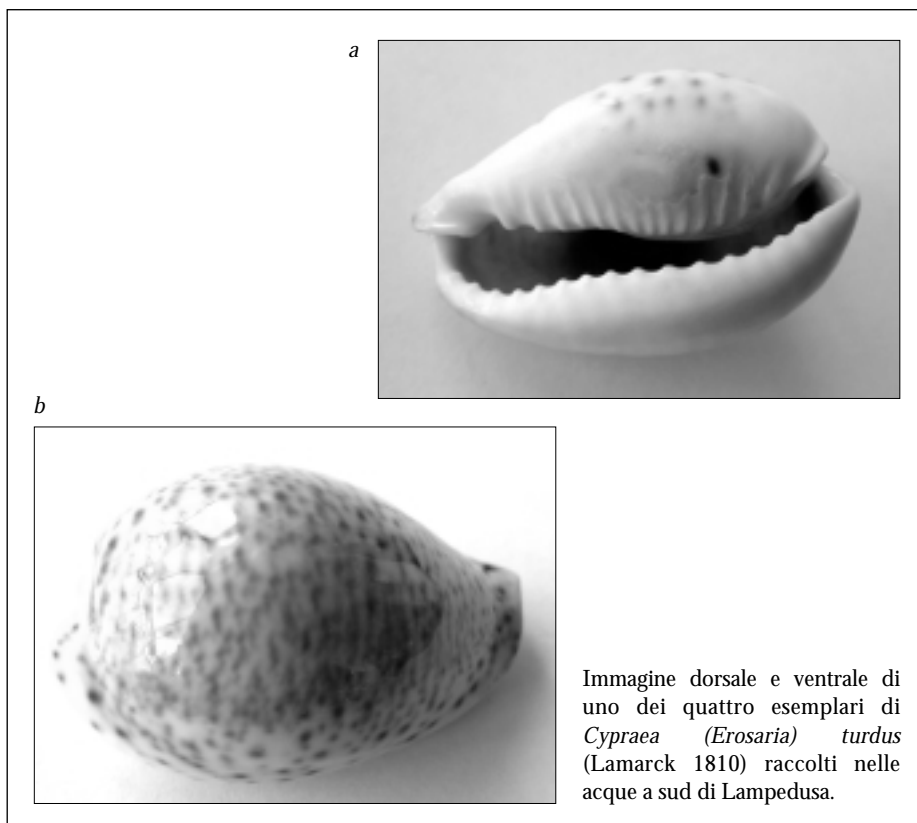 a
b
Immagine dorsale e ventrale di
uno dei quattro esemplari di
Cypraea (Erosaria) turdus
(Lamarck 1810) raccolti nelle
acque a sud di Lampedusa.